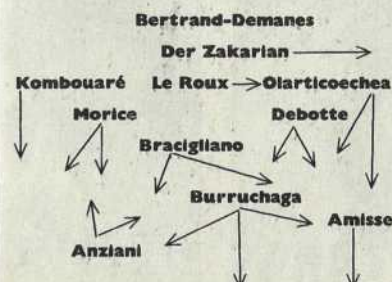 Bertrand-Demanes
Der Zakarian
Kombouaré Le Roux Olarticoechea
Morice Debotte
Bracigliano
Burruchaga
Amisse
Anziani